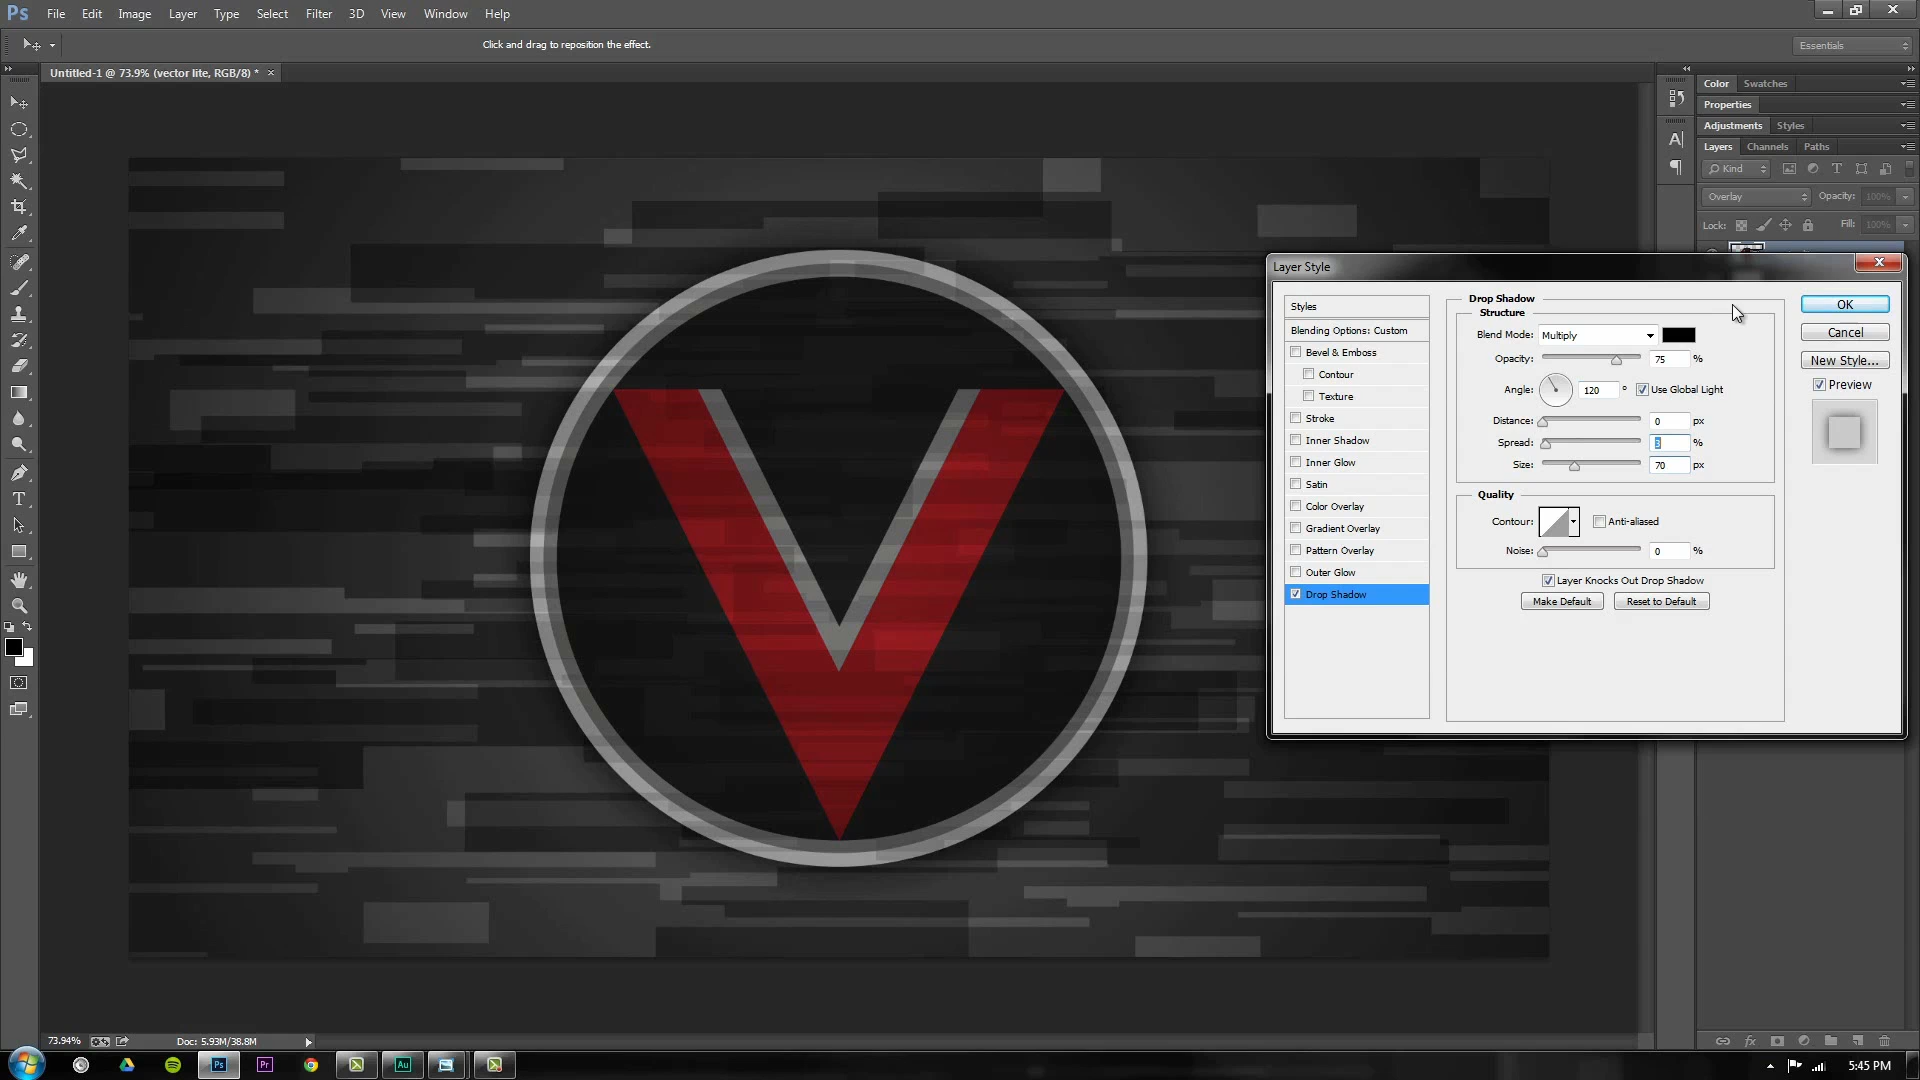 Ps File Edit Image Layer Type Select Filter 3D View Window Help
Click and drag to reposition the effect.
Essentials
Untitled-1 @ 73.9% (vector lite, RGB/8) * ×
Color Swatches
Properties
Adjustments Styles
Layers Channels Paths
Kind
Overlay Opacity: 100%
Lock: Fill: 100%
Layer Style
Styles
Blending Options: Custom
Bevel & Emboss
Contour
Texture
Stroke
Inner Shadow
Inner Glow
Satin
Color Overlay
Gradient Overlay
Pattern Overlay
Outer Glow
Drop Shadow
Drop Shadow
Structure
Blend Mode: Multiply
Opacity: 75 %
Angle: 120 ° Use Global Light
Distance: 0 px
Spread: 3 %
Size: 70 px
Quality
Contour: Anti-aliased
Noise: 0 %
Layer Knocks Out Drop Shadow
Make Default Reset to Default
OK
Cancel
New Style...
Preview
V
73.94% Doc: 5.93M/38.8M
Ps Pr Au
5:45 PM